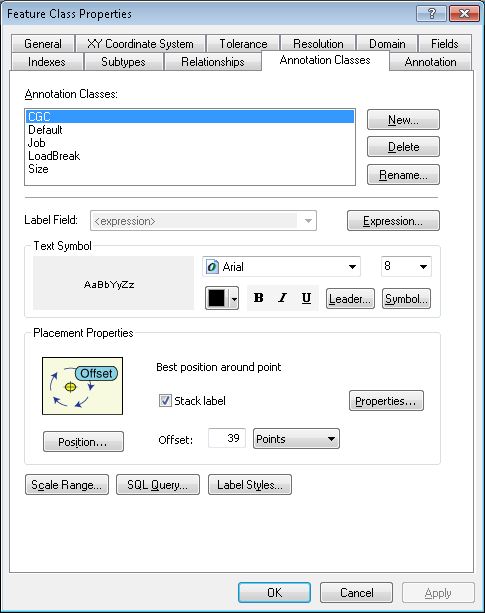 Feature Class Properties
General XY Coordinate System Tolerance Resolution Domain Fields
Indexes Subtypes Relationships Annotation Classes Annotation
Annotation Classes:
CGC
Default
Job
LoadBreak
Size
New...
Delete
Rename...
Label Field: <expression> Expression...
Text Symbol
AaBbYyZz
Arial 8
B I U Leader... Symbol...
Placement Properties
Offset
Best position around point
Stack label Properties...
Position... Offset: 39 Points
Scale Range... SQL Query... Label Styles...
OK Cancel Apply